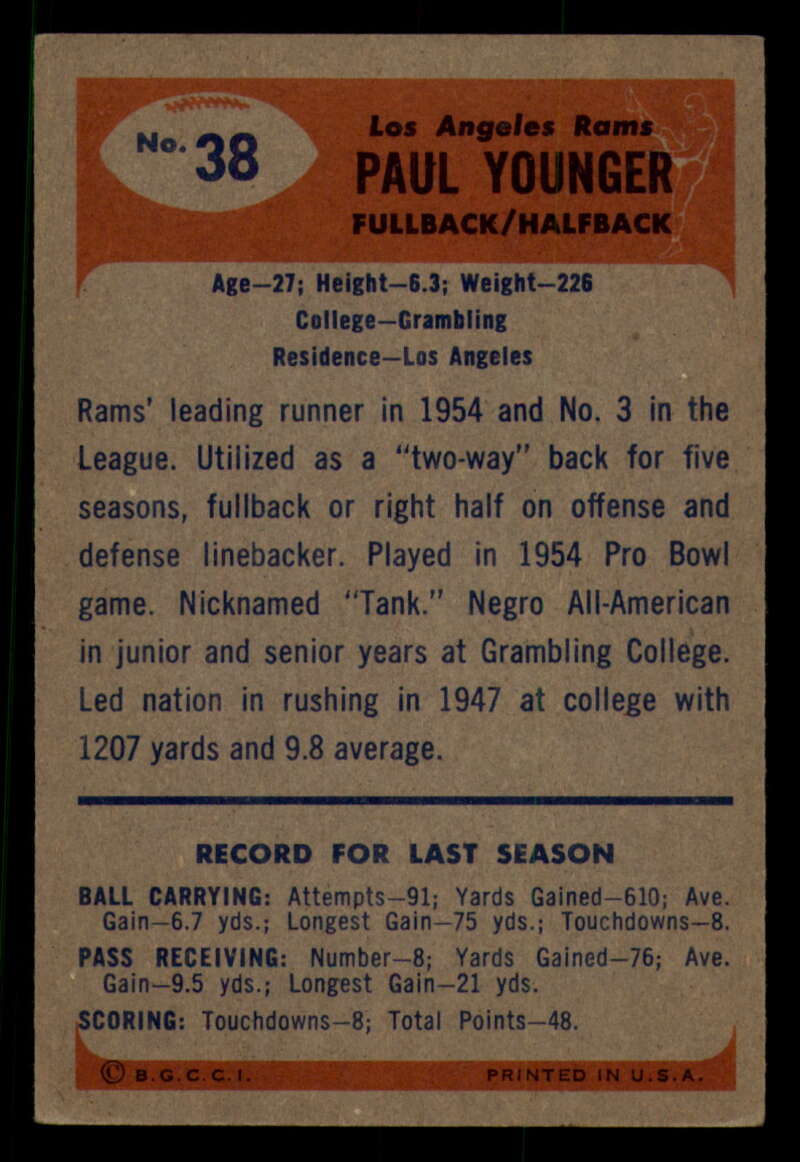 No. 38
Los Angeles Rams
PAUL YOUNGER
FULLBACK/HALFBACK
Age—27; Height—6.3; Weight—226
College—Grambling
Residence—Los Angeles
Rams' leading runner in 1954 and No. 3 in the
League. Utilized as a "two-way" back for five
seasons, fullback or right half on offense and
defense linebacker. Played in 1954 Pro Bowl
game. Nicknamed "Tank." Negro All-American
in junior and senior years at Grambling College.
Led nation in rushing in 1947 at college with
1207 yards and 9.8 average.
RECORD FOR LAST SEASON
BALL CARRYING: Attempts—91; Yards Gained—610; Ave.
Gain—6.7 yds.; Longest Gain—75 yds.; Touchdowns—8.
PASS RECEIVING: Number—8; Yards Gained—76; Ave.
Gain—9.5 yds.; Longest Gain—21 yds.
SCORING: Touchdowns—8; Total Points—48.
© B.G.C.C.I. PRINTED IN U.S.A.